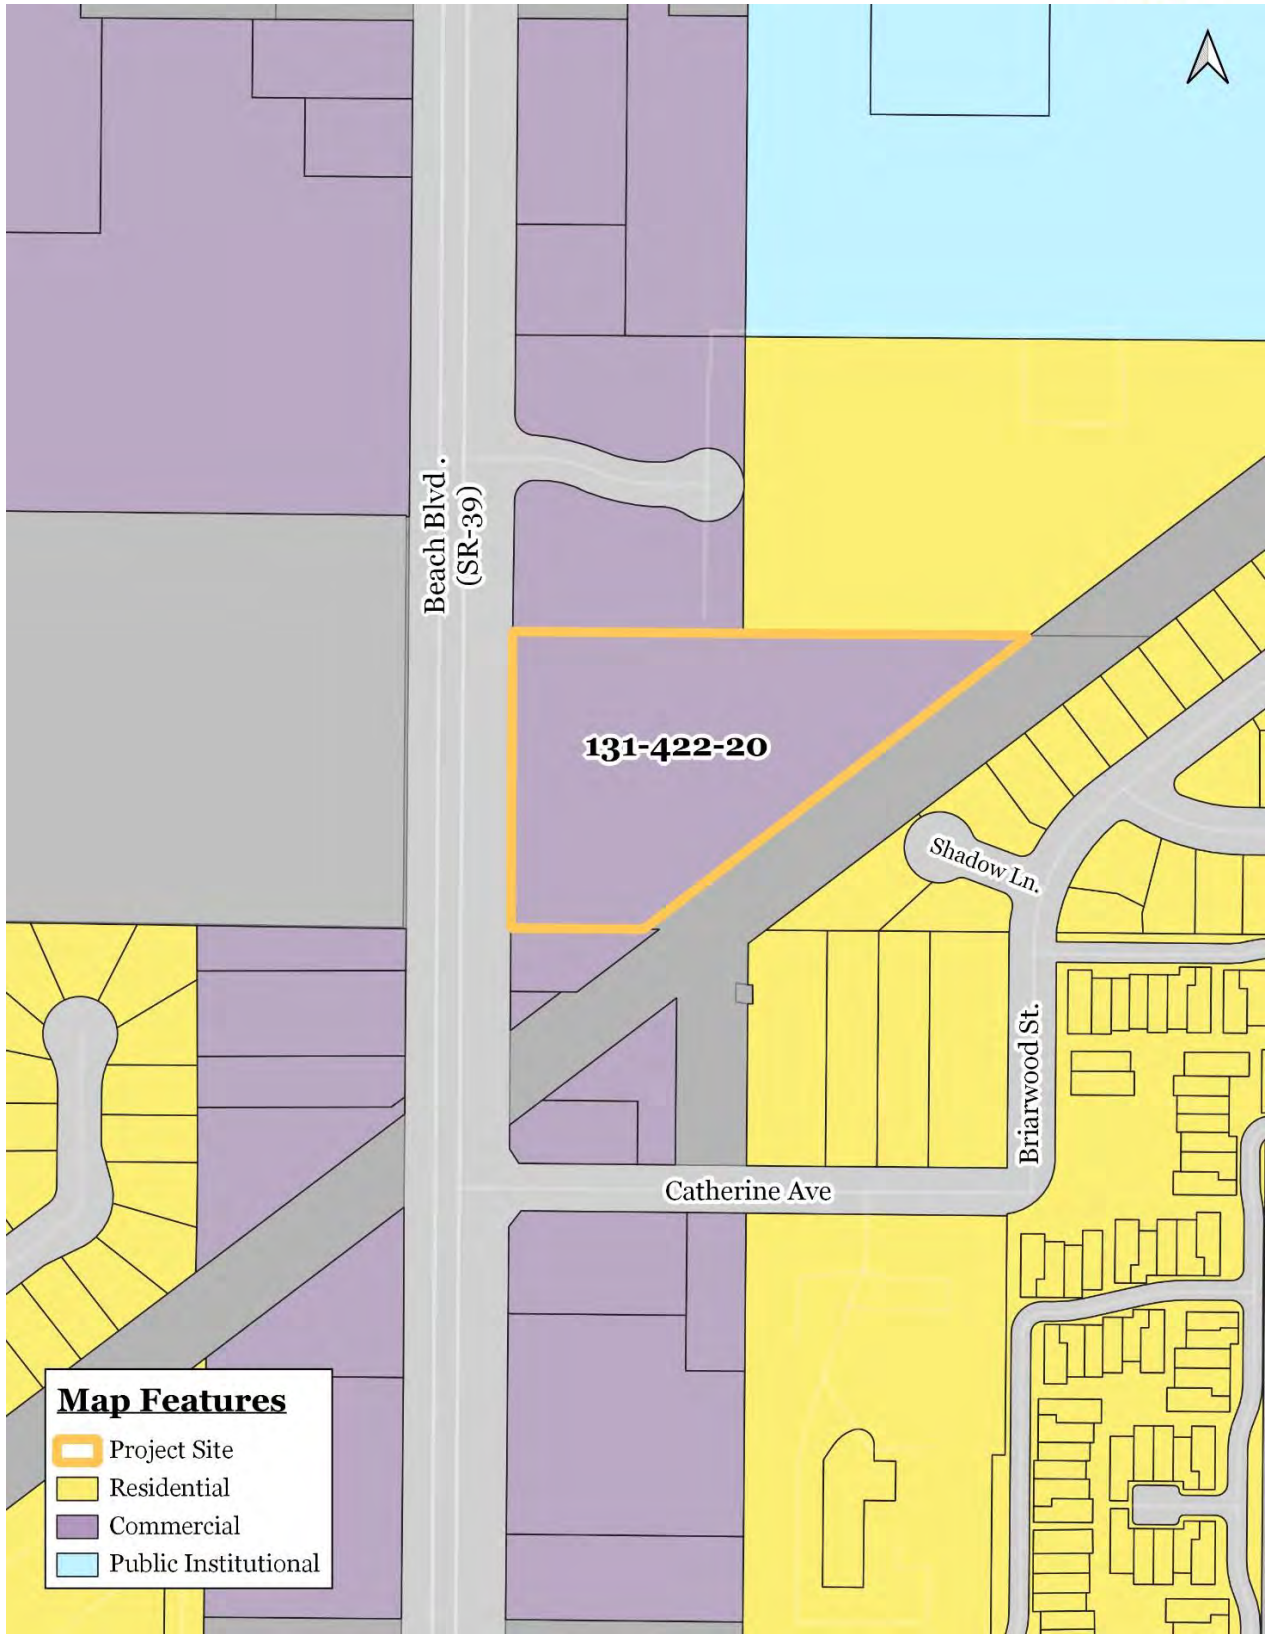 Beach Blvd.
(SR-39)
131-422-20
Shadow Ln.
Briarwood St.
Catherine Ave
Map Features
Project Site
Residential
Commercial
Public Institutional